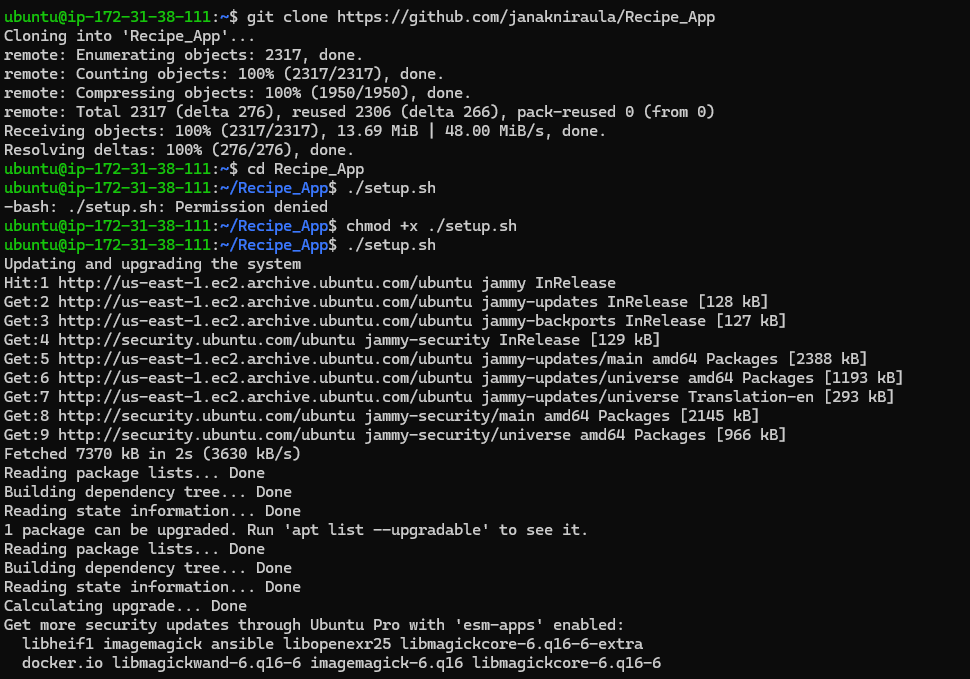 ubuntu@ip-172-31-38-111:~$ git clone https://github.com/janakniraula/Recipe_App
Cloning into 'Recipe_App'...
remote: Enumerating objects: 2317, done.
remote: Counting objects: 100% (2317/2317), done.
remote: Compressing objects: 100% (1950/1950), done.
remote: Total 2317 (delta 276), reused 2306 (delta 266), pack-reused 0 (from 0)
Receiving objects: 100% (2317/2317), 13.69 MiB | 48.00 MiB/s, done.
Resolving deltas: 100% (276/276), done.
ubuntu@ip-172-31-38-111:~$ cd Recipe_App
ubuntu@ip-172-31-38-111:~/Recipe_App$ ./setup.sh
-bash: ./setup.sh: Permission denied
ubuntu@ip-172-31-38-111:~/Recipe_App$ chmod +x ./setup.sh
ubuntu@ip-172-31-38-111:~/Recipe_App$ ./setup.sh
Updating and upgrading the system
Hit:1 http://us-east-1.ec2.archive.ubuntu.com/ubuntu jammy InRelease
Get:2 http://us-east-1.ec2.archive.ubuntu.com/ubuntu jammy-updates InRelease [128 kB]
Get:3 http://us-east-1.ec2.archive.ubuntu.com/ubuntu jammy-backports InRelease [127 kB]
Get:4 http://security.ubuntu.com/ubuntu jammy-security InRelease [129 kB]
Get:5 http://us-east-1.ec2.archive.ubuntu.com/ubuntu jammy-updates/main amd64 Packages [2388 kB]
Get:6 http://us-east-1.ec2.archive.ubuntu.com/ubuntu jammy-updates/universe amd64 Packages [1193 kB]
Get:7 http://us-east-1.ec2.archive.ubuntu.com/ubuntu jammy-updates/universe Translation-en [293 kB]
Get:8 http://security.ubuntu.com/ubuntu jammy-security/main amd64 Packages [2145 kB]
Get:9 http://security.ubuntu.com/ubuntu jammy-security/universe amd64 Packages [966 kB]
Fetched 7370 kB in 2s (3630 kB/s)
Reading package lists... Done
Building dependency tree... Done
Reading state information... Done
1 package can be upgraded. Run 'apt list --upgradable' to see it.
Reading package lists... Done
Building dependency tree... Done
Reading state information... Done
Calculating upgrade... Done
Get more security updates through Ubuntu Pro with 'esm-apps' enabled:
  libheif1 imagemagick ansible libopenexr25 libmagickcore-6.q16-6-extra
  docker.io libmagickwand-6.q16-6 imagemagick-6.q16 libmagickcore-6.q16-6